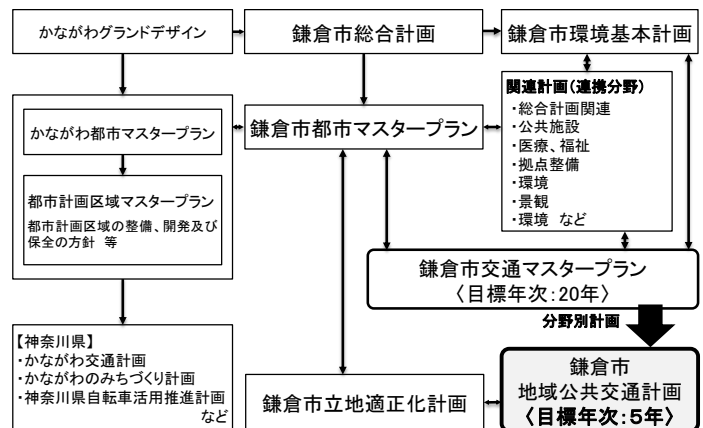 かながわグランドデザイン
鎌倉市総合計画
鎌倉市環境基本計画
かながわ都市マスタープラン
都市計画区域マスタープラン
都市計画区域の整備、開発及び
保全の方針 等
鎌倉市都市マスタープラン
関連計画(連携分野)
・総合計画関連
・公共施設
・医療、福祉
・拠点整備
・環境
・景観
・環境 など
鎌倉市交通マスタープラン
〈目標年次:20年〉
分野別計画
【神奈川県】
・かながわ交通計画
・かながわのみちづくり計画
・神奈川県自転車活用推進計画
など
鎌倉市立地適正化計画
鎌倉市
地域公共交通計画
〈目標年次:5年〉